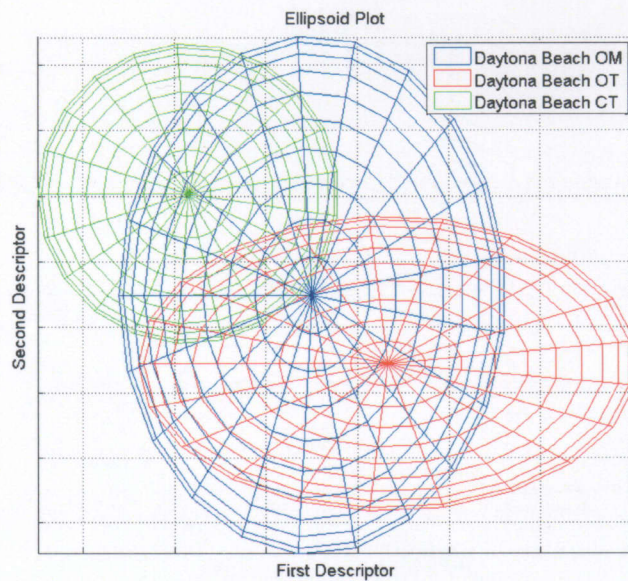 Ellipsoid Plot
Daytona Beach OM
Daytona Beach OT
Daytona Beach CT
Second Descriptor
First Descriptor